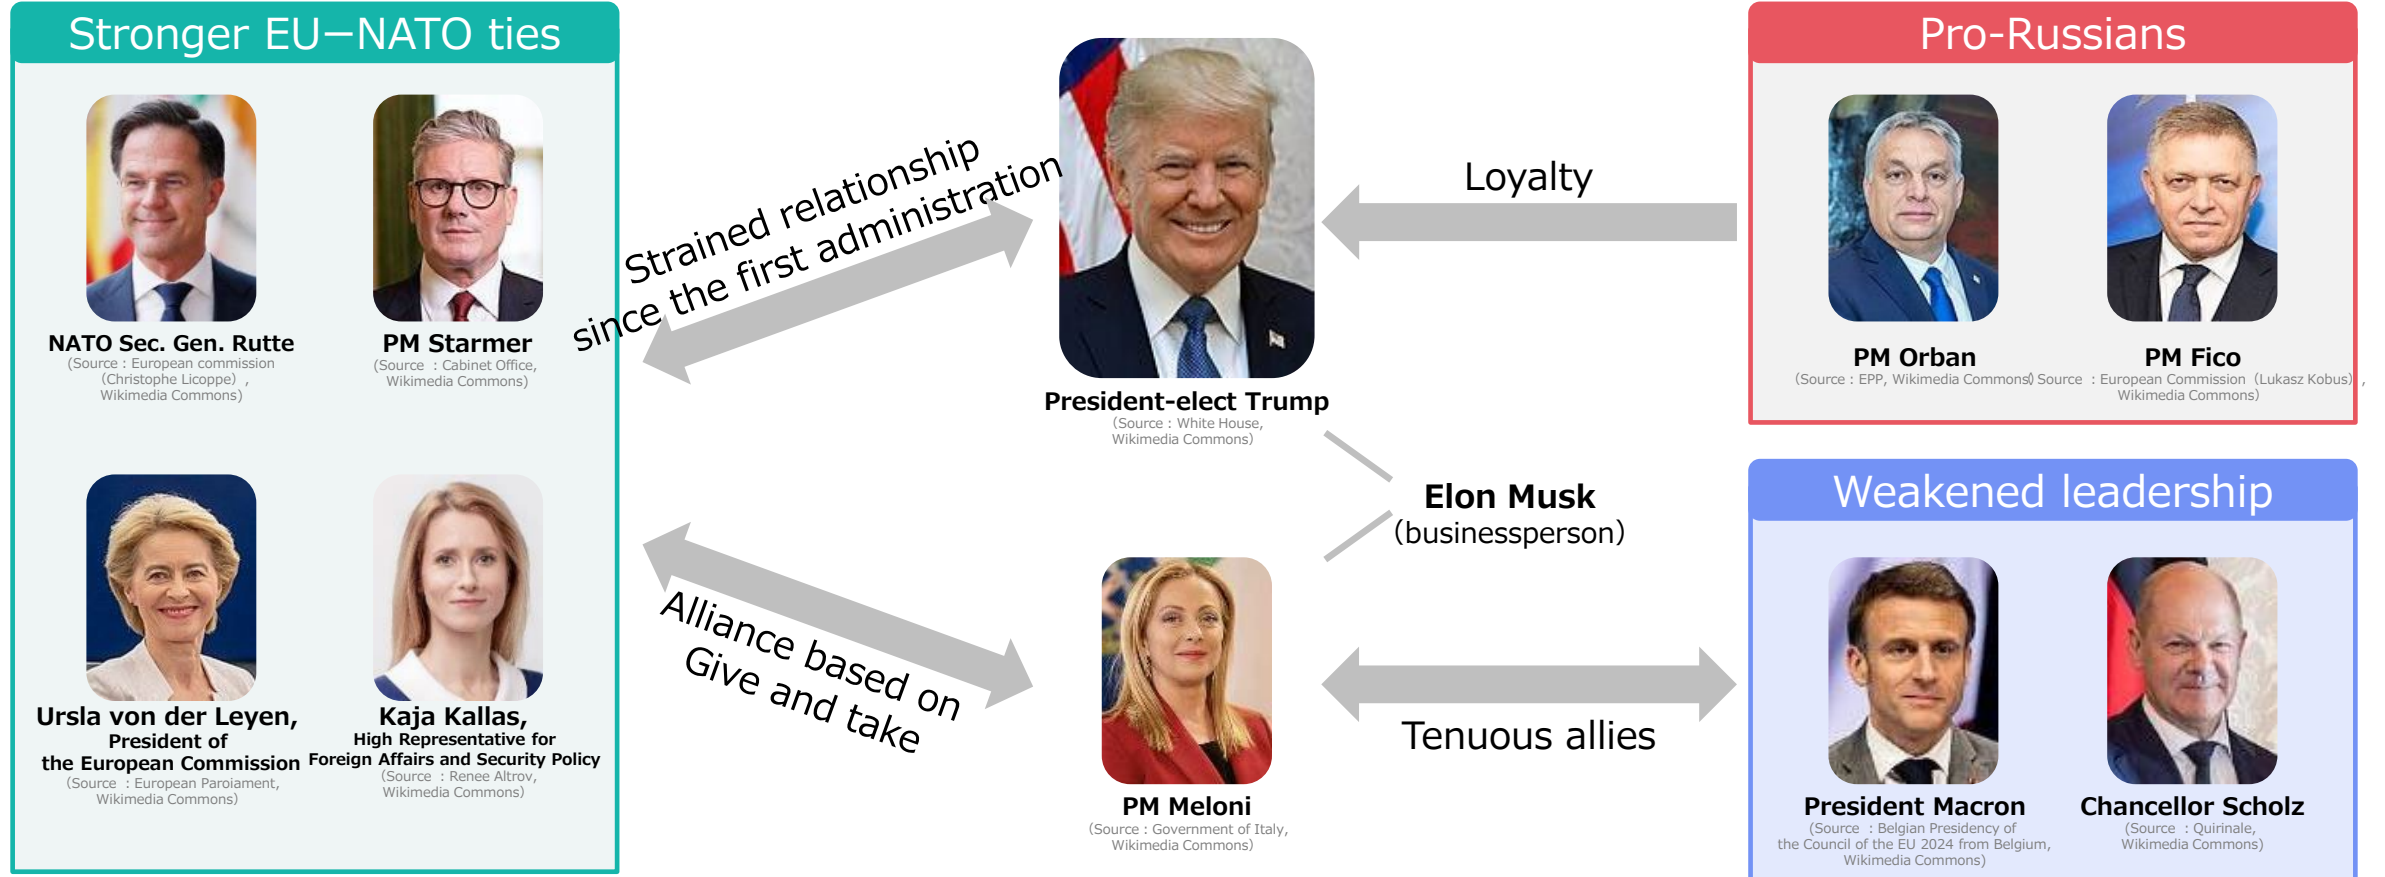 Stronger EU−NATO ties
NATO Sec. Gen. Rutte
(Source : European commission
(Christophe Licoppe) ,
Wikimedia Commons)
PM Starmer
(Source : Cabinet Office,
Wikimedia Commons)
Ursla von der Leyen,
President of
the European Commission
(Source : European Paroiament,
Wikimedia Commons)
Kaja Kallas,
High Representative for
Foreign Affairs and Security Policy
(Source : Renee Altrov,
Wikimedia Commons)
Strained relationship
since the first administration
Alliance based on
Give and take
President-elect Trump
(Source : White House,
Wikimedia Commons)
Elon Musk
(businessperson)
PM Meloni
(Source : Government of Italy,
Wikimedia Commons)
Loyalty
Tenuous allies
Pro-Russians
PM Orban
(Source : EPP, Wikimedia Commons)
PM Fico
(Source : European Commission (Lukasz Kobus) ,
Wikimedia Commons)
Weakened leadership
President Macron
(Source : Belgian Presidency of
the Council of the EU 2024 from Belgium,
Wikimedia Commons)
Chancellor Scholz
(Source : Quirinale,
Wikimedia Commons)